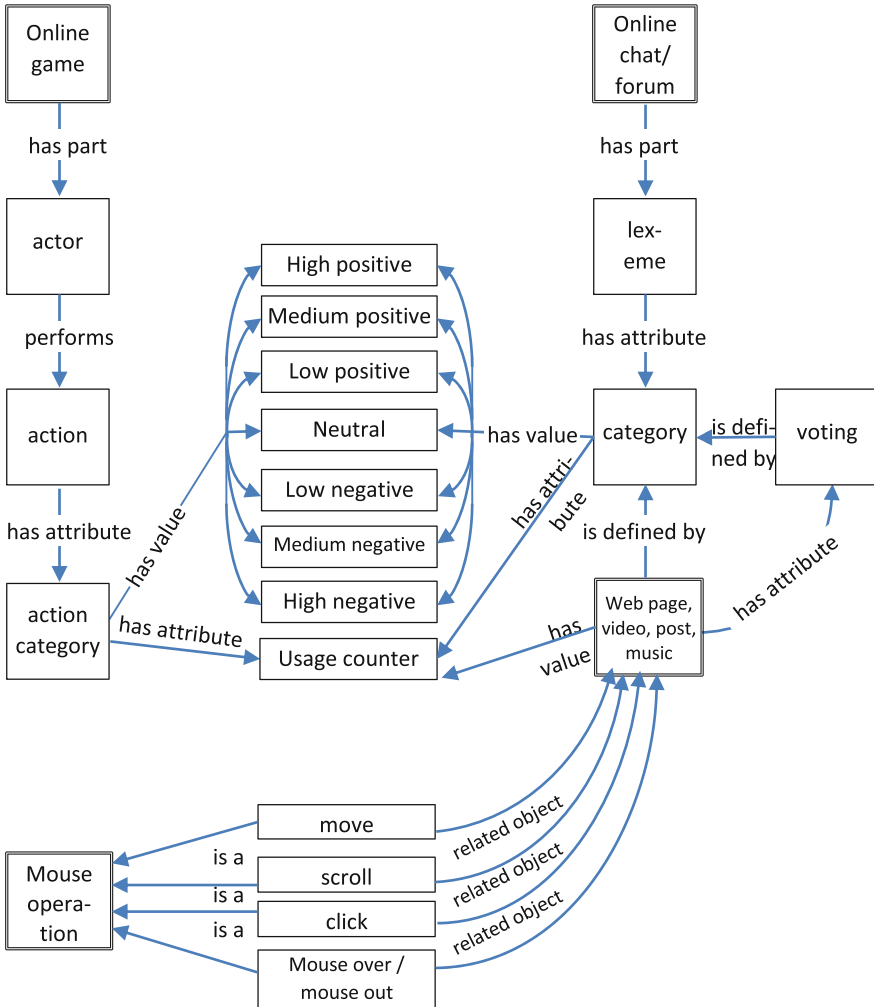 Online
game
has part
actor
performs
action
has attribute
action
category
has value
has attribute
High positive
Medium positive
Low positive
Neutral
Low negative
Medium negative
High negative
Usage counter
Online
chat/
forum
has part
lex-
eme
has attribute
category
has value
has attri-
bute
is defi-
ned by
voting
is defined by
has attribute
Web page,
video, post,
music
has
value
Mouse
opera-
tion
is a
is a
is a
move
scroll
click
Mouse over /
mouse out
related object
related object
related object
related object